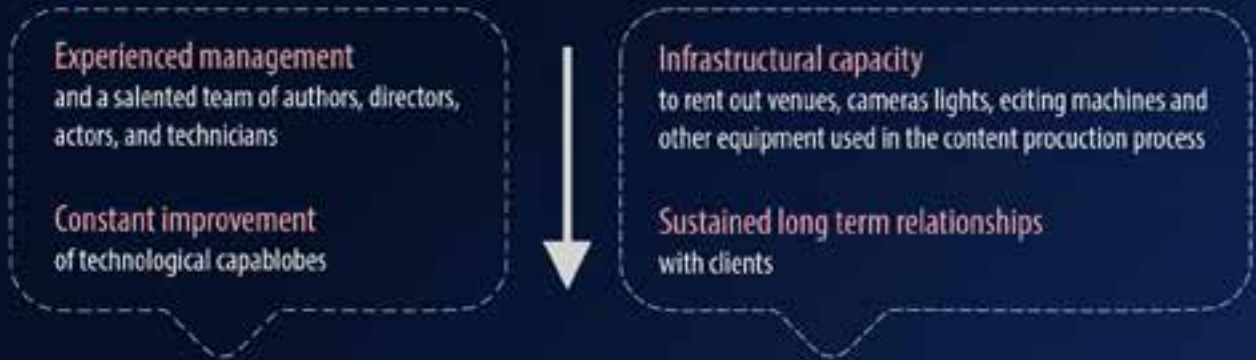 Experienced management
and a salented team of authors, directors,
actors, and technicians
Constant improvement
of technological capablobes
Infrastructural capacity
to rent out venues, cameras lights, eciting machines and
other equipment used in the content procuction process
Sustained long term relationships
with clients